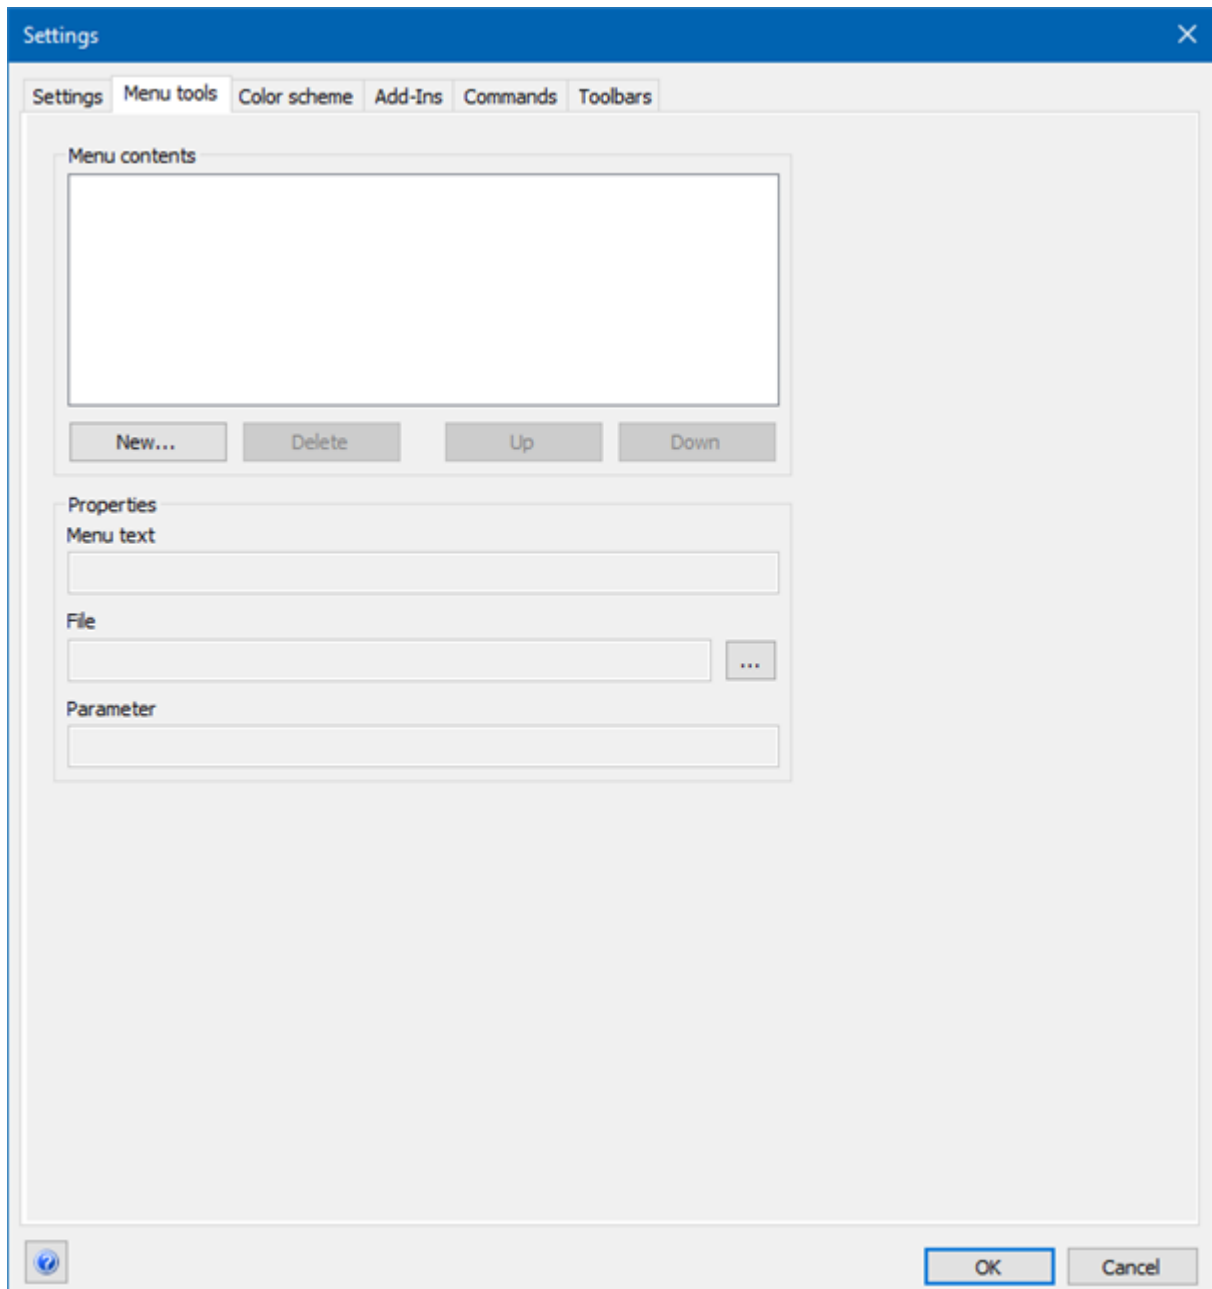 Settings
Settings Menu tools Color scheme Add-Ins Commands Toolbars
Menu contents
New... Delete Up Down
Properties
Menu text
File
...
Parameter
OK Cancel